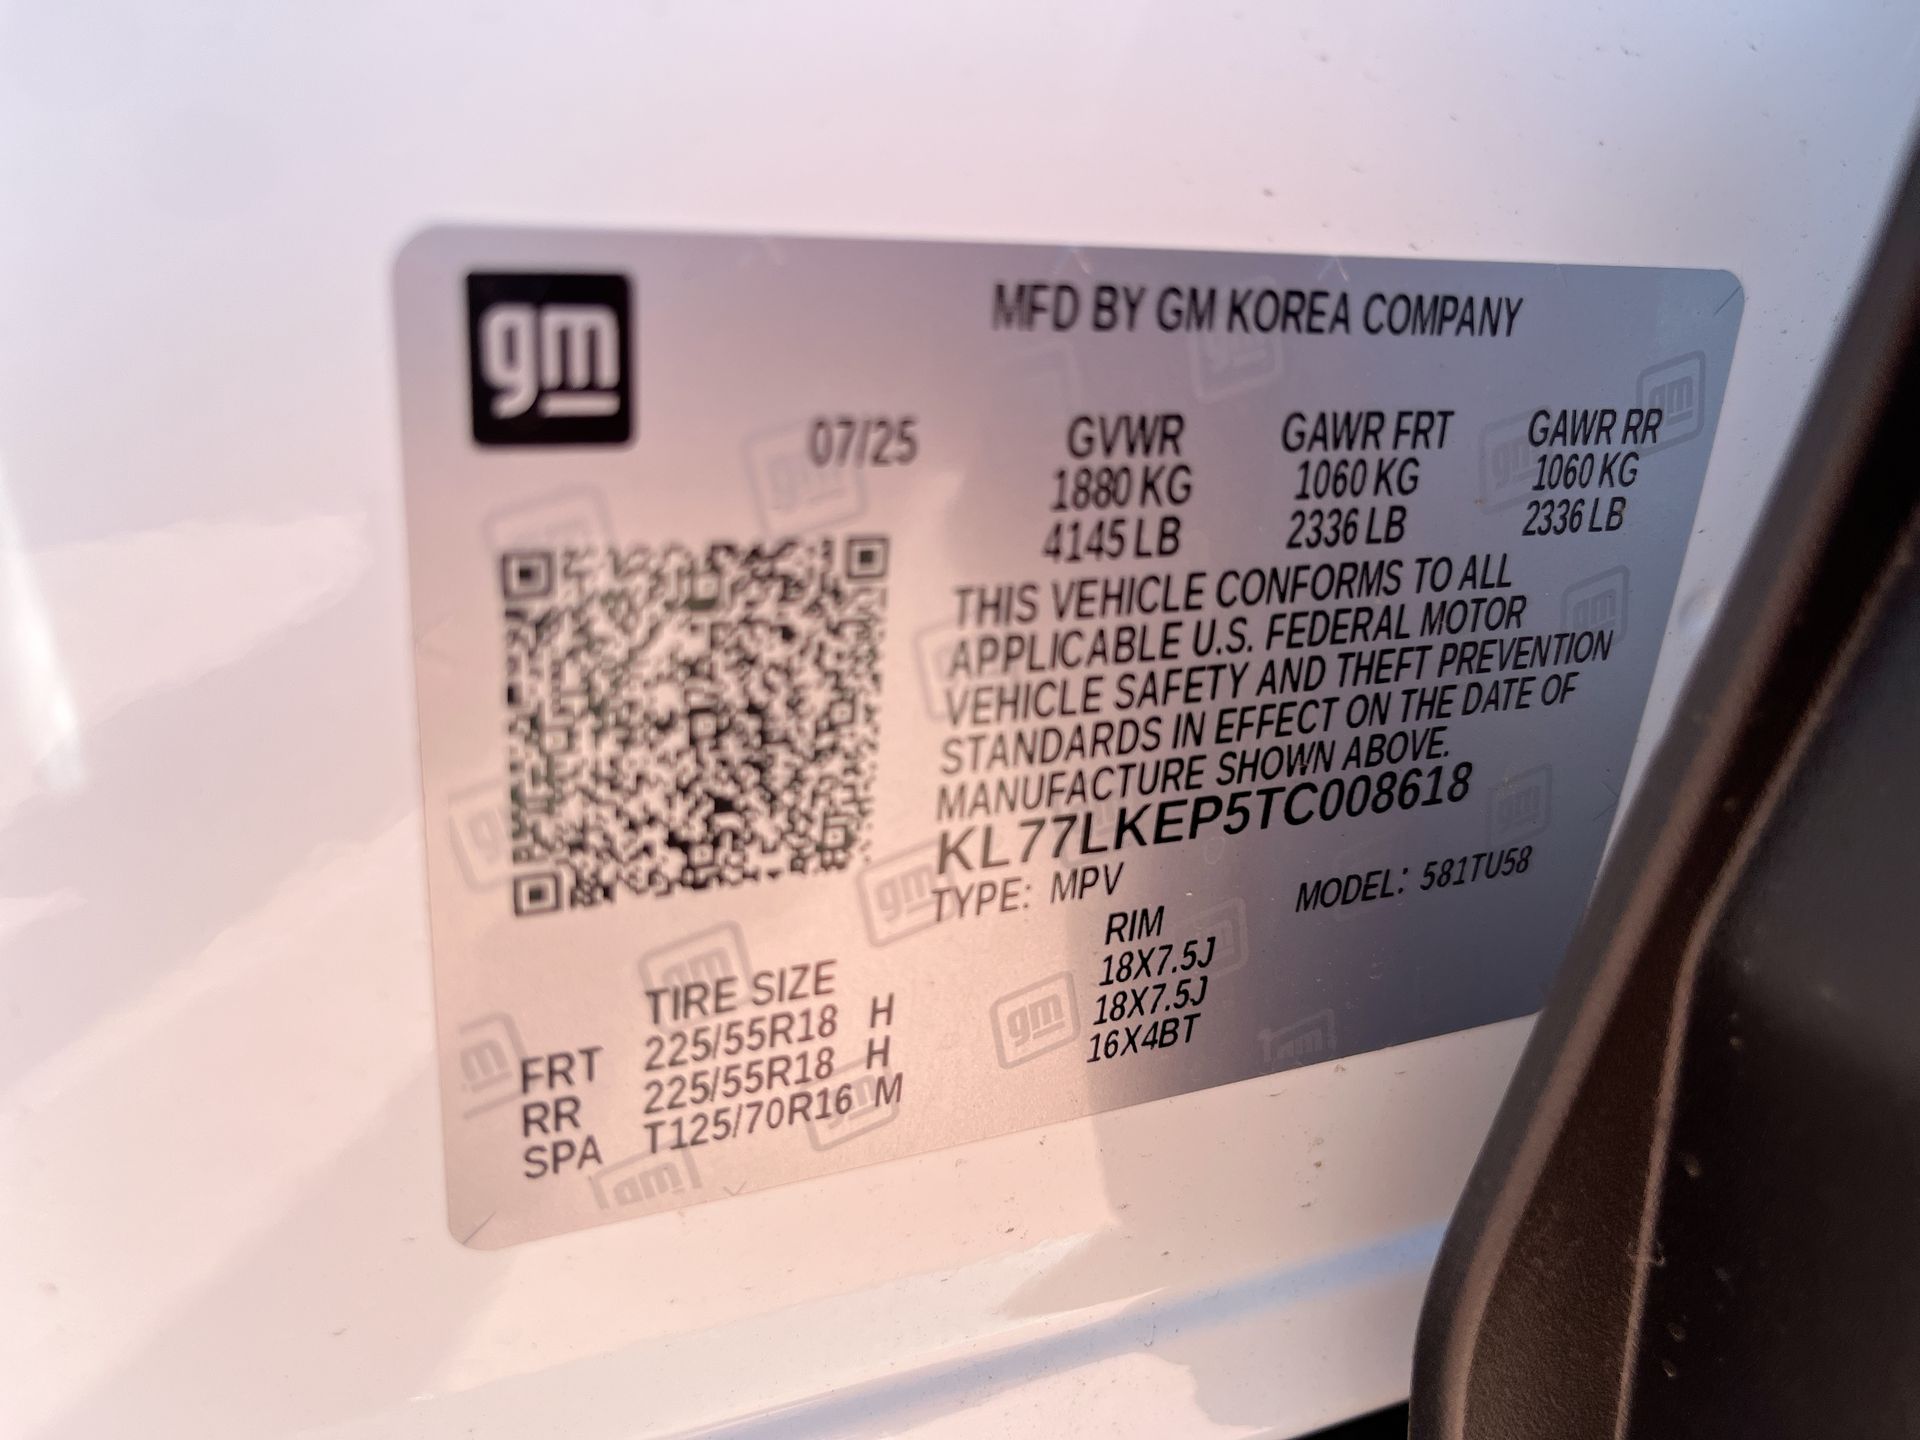 gm
MFD BY GM KOREA COMPANY
07/25
GVWR GAWR FRT GAWR RR
1880 KG 1060 KG 1060 KG
4145 LB 2336 LB 2336 LB
THIS VEHICLE CONFORMS TO ALL
APPLICABLE U.S. FEDERAL MOTOR
VEHICLE SAFETY AND THEFT PREVENTION
STANDARDS IN EFFECT ON THE DATE OF
MANUFACTURE SHOWN ABOVE.
KL77LKEP5TC008618
TYPE: MPV MODEL: 581TU58
TIRE SIZE RIM
FRT 225/55R18 H 18X7.5J
RR 225/55R18 H 18X7.5J
SPA T125/70R16 M 16X4BT